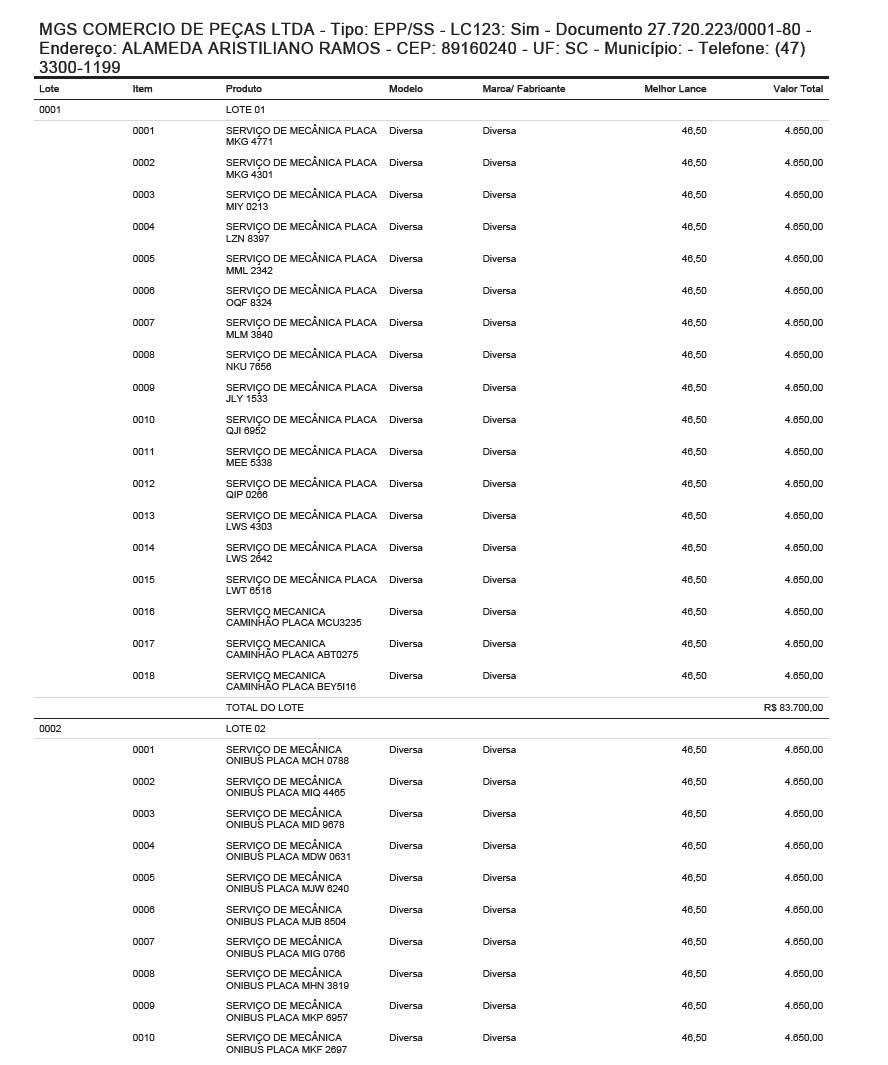 MGS COMERCIO DE PEÇAS LTDA - Tipo: EPP/SS - LC123: Sim - Documento 27.720.223/0001-80 -
Endereço: ALAMEDA ARISTILIANO RAMOS - CEP: 89160240 - UF: SC - Município: - Telefone: (47)
3300-1199
Lote Item Produto Modelo Marca/ Fabricante Melhor Lance Valor Total
0001 LOTE 01
0001 SERVIÇO DE MECÂNICA PLACA Diversa Diversa 46,50 4.650,00
MKG 4771
0002 SERVIÇO DE MECÂNICA PLACA Diversa Diversa 46,50 4.650,00
MKG 4301
0003 SERVIÇO DE MECÂNICA PLACA Diversa Diversa 46,50 4.650,00
MIY 0213
0004 SERVIÇO DE MECÂNICA PLACA Diversa Diversa 46,50 4.650,00
LZN 8397
0005 SERVIÇO DE MECÂNICA PLACA Diversa Diversa 46,50 4.650,00
MML 2342
0006 SERVIÇO DE MECÂNICA PLACA Diversa Diversa 46,50 4.650,00
OQF 8324
0007 SERVIÇO DE MECÂNICA PLACA Diversa Diversa 46,50 4.650,00
MLM 3840
0008 SERVIÇO DE MECÂNICA PLACA Diversa Diversa 46,50 4.650,00
NKU 7656
0009 SERVIÇO DE MECÂNICA PLACA Diversa Diversa 46,50 4.650,00
JLY 1533
0010 SERVIÇO DE MECÂNICA PLACA Diversa Diversa 46,50 4.650,00
QJI 6952
0011 SERVIÇO DE MECÂNICA PLACA Diversa Diversa 46,50 4.650,00
MEE 5338
0012 SERVIÇO DE MECÂNICA PLACA Diversa Diversa 46,50 4.650,00
QIP 0266
0013 SERVIÇO DE MECÂNICA PLACA Diversa Diversa 46,50 4.650,00
LWS 4303
0014 SERVIÇO DE MECÂNICA PLACA Diversa Diversa 46,50 4.650,00
LWS 2642
0015 SERVIÇO DE MECÂNICA PLACA Diversa Diversa 46,50 4.650,00
LWT 6516
0016 SERVIÇO MECANICA Diversa Diversa 46,50 4.650,00
CAMINHÃO PLACA MCU3235
0017 SERVIÇO MECANICA Diversa Diversa 46,50 4.650,00
CAMINHÃO PLACA ABT0275
0018 SERVIÇO MECANICA Diversa Diversa 46,50 4.650,00
CAMINHÃO PLACA BEY5I16
TOTAL DO LOTE R$ 83.700,00
0002 LOTE 02
0001 SERVIÇO DE MECÂNICA Diversa Diversa 46,50 4.650,00
ONIBUS PLACA MCH 0788
0002 SERVIÇO DE MECÂNICA Diversa Diversa 46,50 4.650,00
ONIBUS PLACA MIQ 4465
0003 SERVIÇO DE MECÂNICA Diversa Diversa 46,50 4.650,00
ONIBUS PLACA MID 9678
0004 SERVIÇO DE MECÂNICA Diversa Diversa 46,50 4.650,00
ONIBUS PLACA MDW 0631
0005 SERVIÇO DE MECÂNICA Diversa Diversa 46,50 4.650,00
ONIBUS PLACA MJW 6240
0006 SERVIÇO DE MECÂNICA Diversa Diversa 46,50 4.650,00
ONIBUS PLACA MJB 8504
0007 SERVIÇO DE MECÂNICA Diversa Diversa 46,50 4.650,00
ONIBUS PLACA MIG 0766
0008 SERVIÇO DE MECÂNICA Diversa Diversa 46,50 4.650,00
ONIBUS PLACA MHN 3819
0009 SERVIÇO DE MECÂNICA Diversa Diversa 46,50 4.650,00
ONIBUS PLACA MKP 6957
0010 SERVIÇO DE MECÂNICA Diversa Diversa 46,50 4.650,00
ONIBUS PLACA MKF 2697